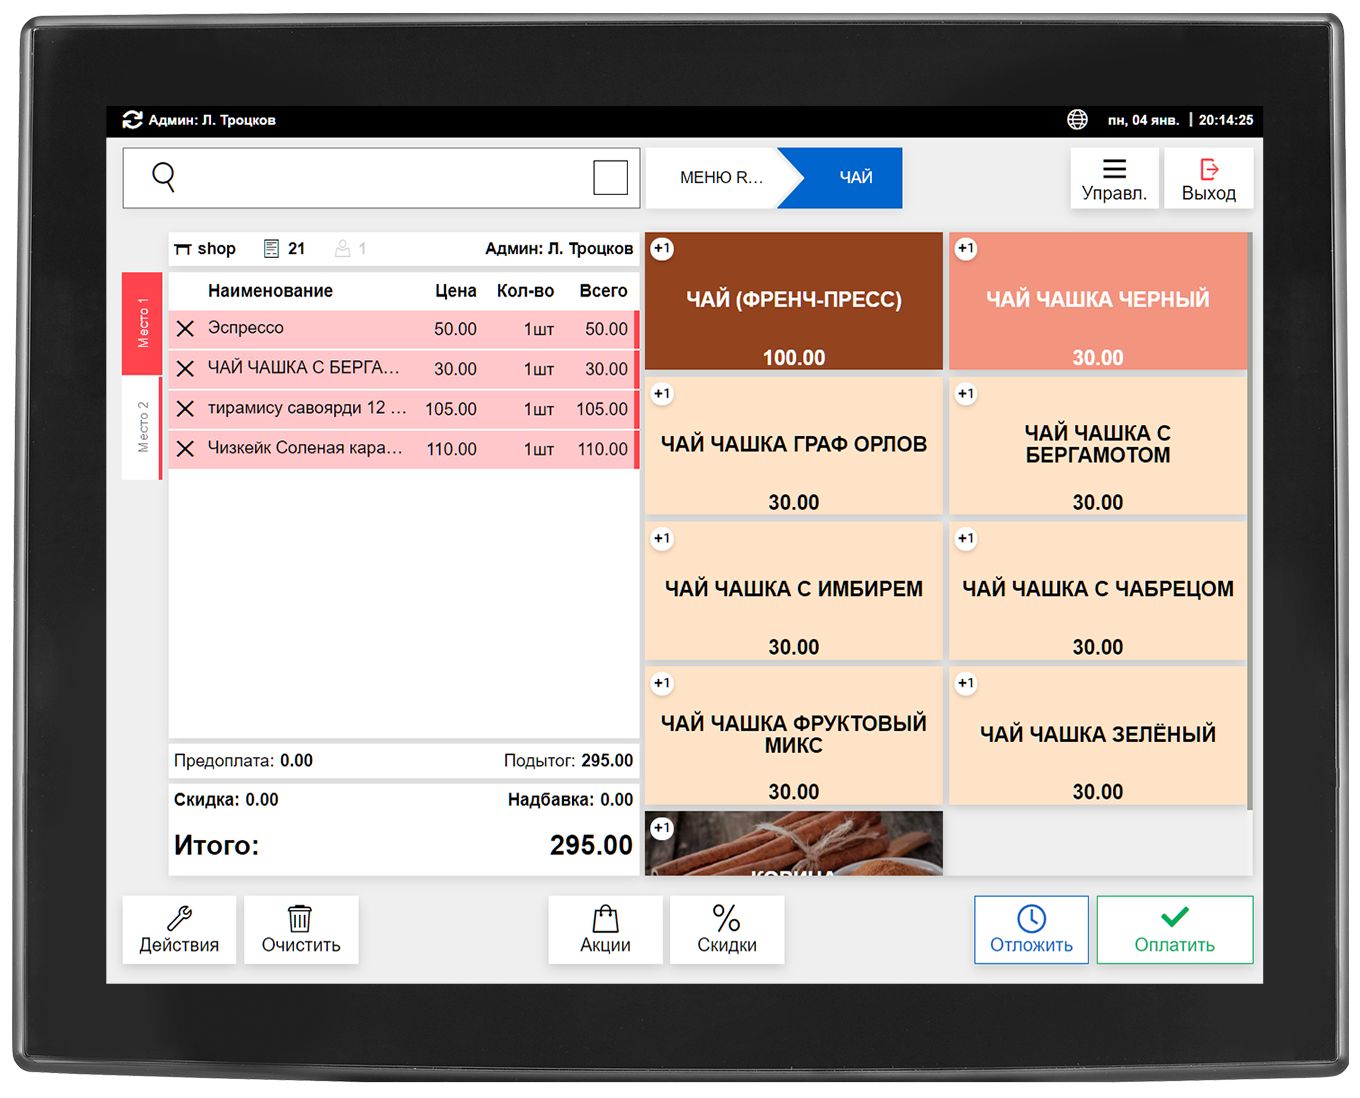 Админ: Л. Троцков
пн, 04 янв. | 20:14:25
МЕНЮ R...
ЧАЙ
Управл.
Выход
shop 21 1 Админ: Л. Троцков
Место 1
Место 2
Наименование Цена Кол-во Всего
Эспрессо 50.00 1шт 50.00
ЧАЙ ЧАШКА С БЕРГА... 30.00 1шт 30.00
тирамису савоярди 12 ... 105.00 1шт 105.00
Чизкейк Соленая кара... 110.00 1шт 110.00
Предоплата: 0.00 Подытог: 295.00
Скидка: 0.00 Надбавка: 0.00
Итого: 295.00
+1
ЧАЙ (ФРЕНЧ-ПРЕСС)
100.00
+1
ЧАЙ ЧАШКА ЧЕРНЫЙ
30.00
+1
ЧАЙ ЧАШКА ГРАФ ОРЛОВ
30.00
+1
ЧАЙ ЧАШКА С
БЕРГАМОТОМ
30.00
+1
ЧАЙ ЧАШКА С ИМБИРЕМ
30.00
+1
ЧАЙ ЧАШКА С ЧАБРЕЦОМ
30.00
+1
ЧАЙ ЧАШКА ФРУКТОВЫЙ
МИКС
30.00
+1
ЧАЙ ЧАШКА ЗЕЛЁНЫЙ
30.00
+1
Действия
Очистить
Акции
Скидки
Отложить
Оплатить